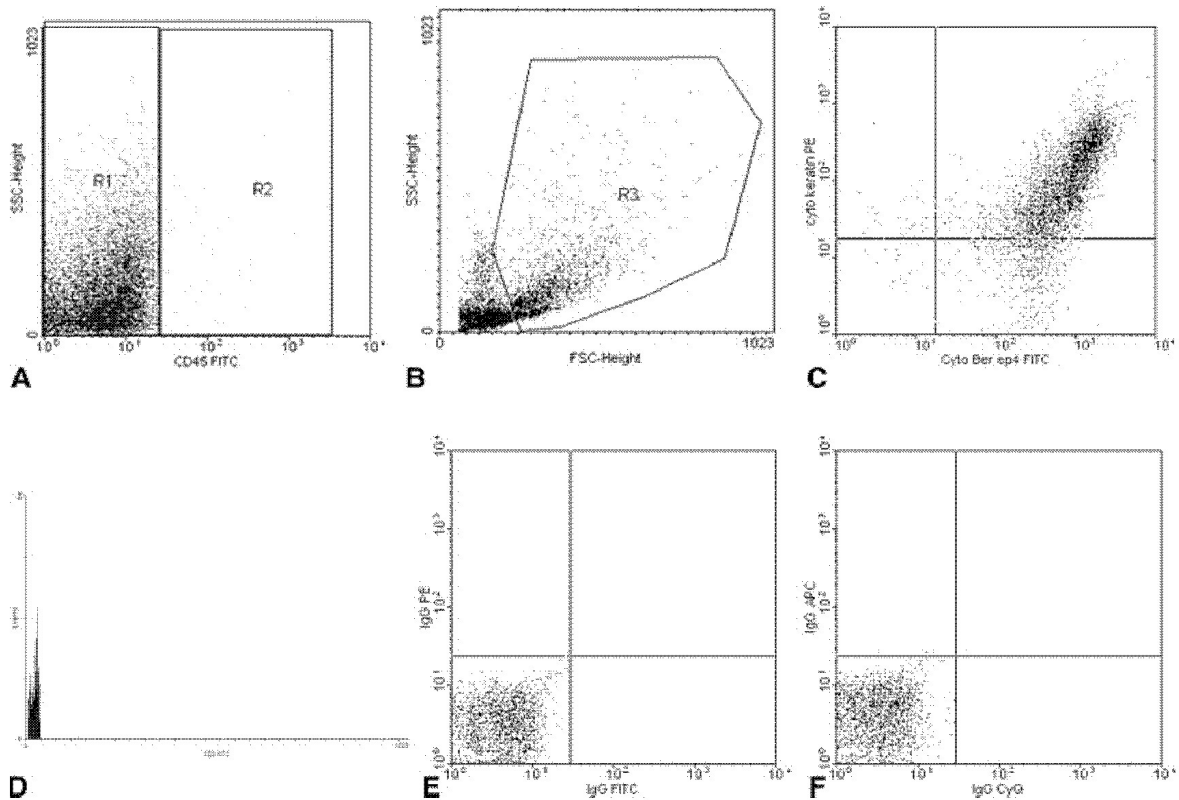 1023
SSC-Height
R1
R2
0
10⁰ 10¹ 10² 10³ 10⁴
CD45 FITC
A
1023
SSC-Height
R3
0
1023
FSC-Height
B
10⁴
10³
10²
10¹
10⁰
Cyto keratin PE
10⁰ 10¹ 10² 10³ 10⁴
Cyto Ber ep4 FITC
C
D
10⁴
10³
10²
10¹
10⁰
IgG PE
10⁰ 10¹ 10² 10³ 10⁴
IgG FITC
E
10⁴
10³
10²
10¹
10⁰
IgG APC
10⁰ 10¹ 10² 10³ 10⁴
IgG CyQ
F